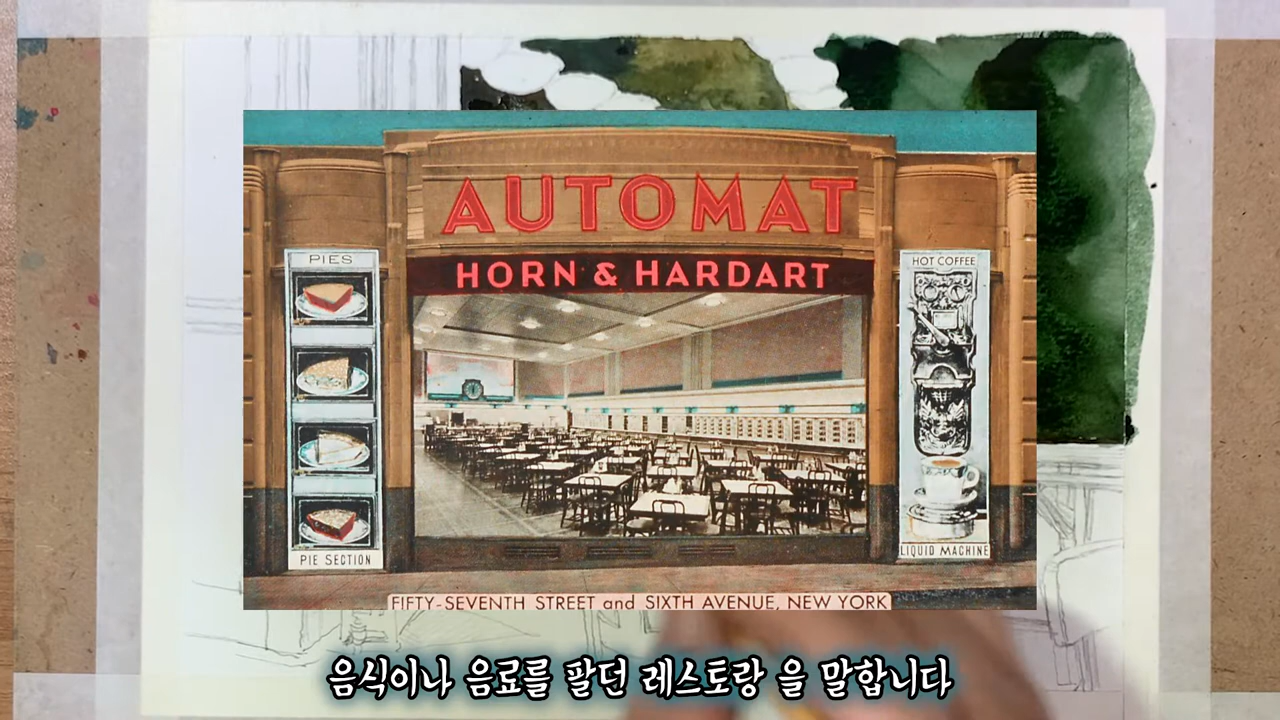 AUTOMAT
HORN & HARDART
PIES
HOT COFFEE
PIE SECTION
LIQUID MACHINE
FIFTY-SEVENTH STREET and SIXTH AVENUE, NEW YORK
음식이나 음료를 팔던 레스토랑 을 말합니다